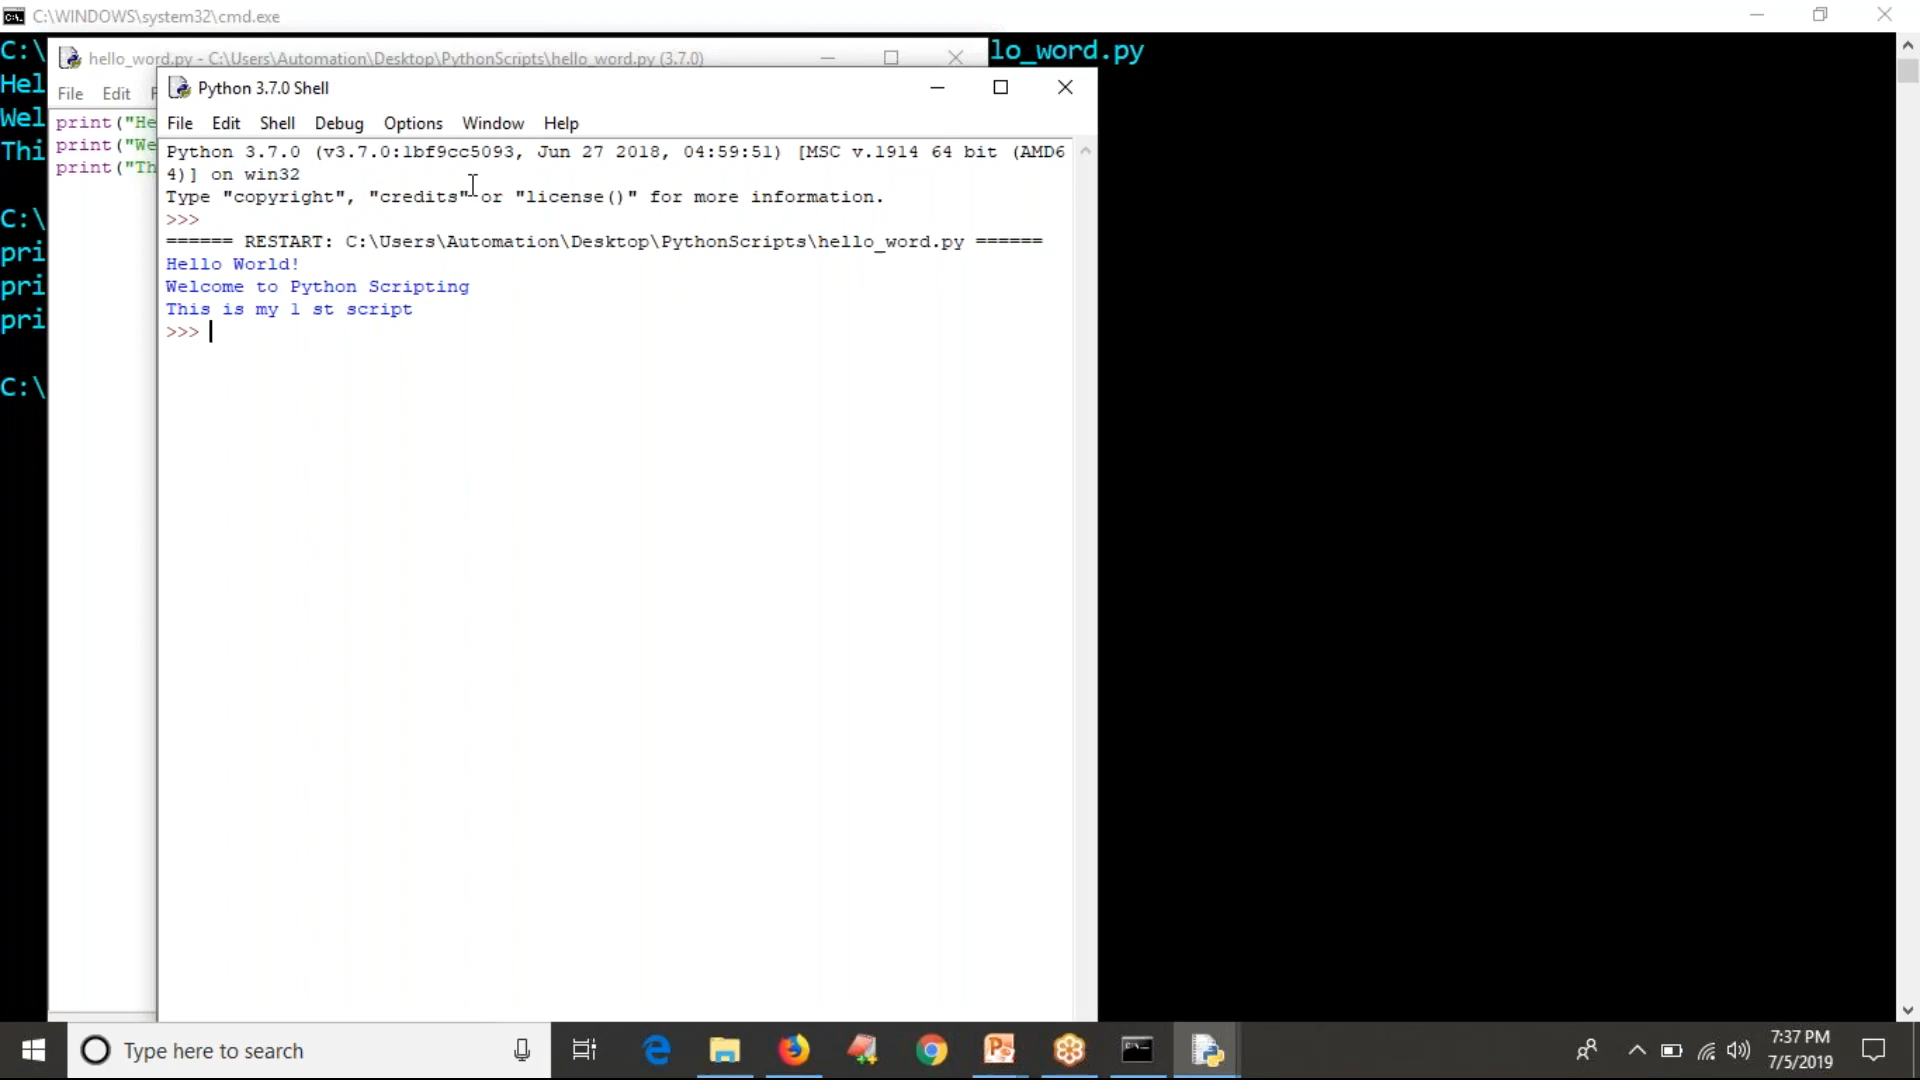 C:\WINDOWS\system32\cmd.exe
C:\
lo_word.py
Hel
Wel
Thi
C:\
pri
pri
pri
C:\
hello_word.py - C:\Users\Automation\Desktop\PythonScripts\hello_word.py (3.7.0)
File Edit F
print("He
print("We
print("Th
Python 3.7.0 Shell
File Edit Shell Debug Options Window Help
Python 3.7.0 (v3.7.0:1bf9cc5093, Jun 27 2018, 04:59:51) [MSC v.1914 64 bit (AMD6
4)] on win32
Type "copyright", "credits" or "license()" for more information.
>>>
====== RESTART: C:\Users\Automation\Desktop\PythonScripts\hello_word.py ======
Hello World!
Welcome to Python Scripting
This is my 1 st script
>>>
Type here to search
7:37 PM
7/5/2019